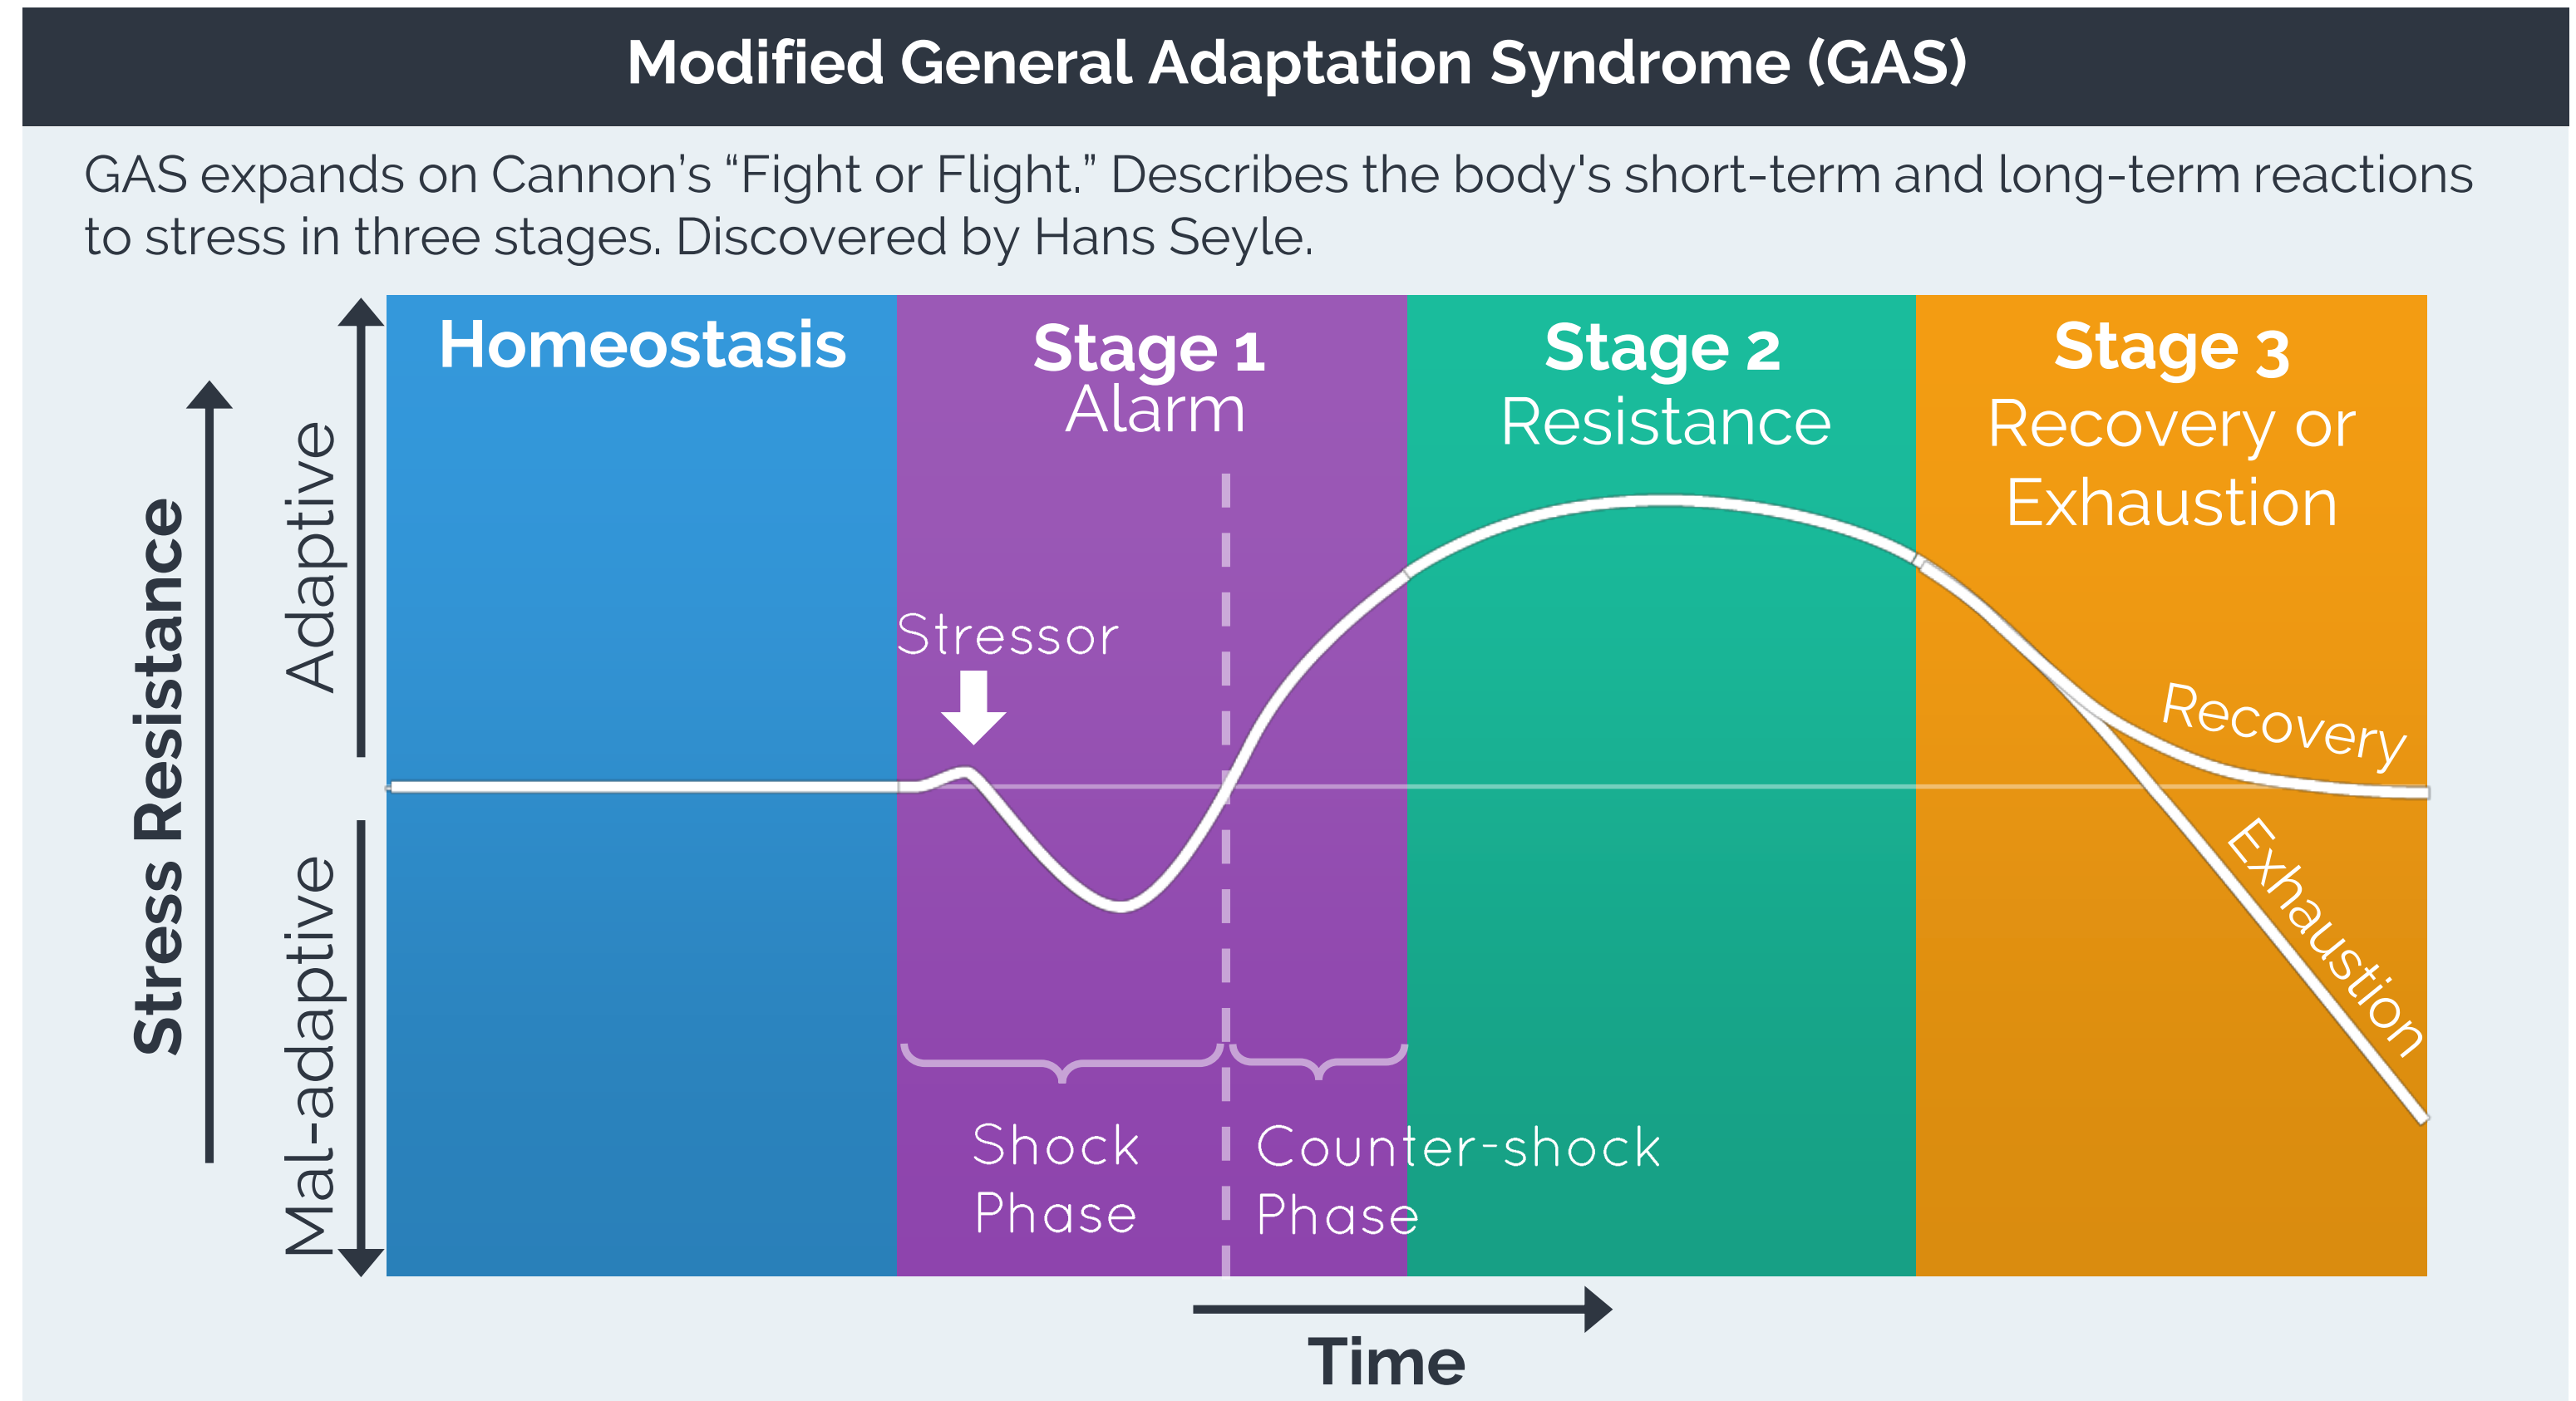 Modified General Adaptation Syndrome (GAS)
GAS expands on Cannon’s “Fight or Flight.” Describes the body's short-term and long-term reactions
to stress in three stages. Discovered by Hans Seyle.
Stress Resistance
Adaptive
Mal-adaptive
Homeostasis
Stage 1
Alarm
Stressor
Shock
Phase
Counter-shock
Phase
Stage 2
Resistance
Stage 3
Recovery or
Exhaustion
Recovery
Exhaustion
Time